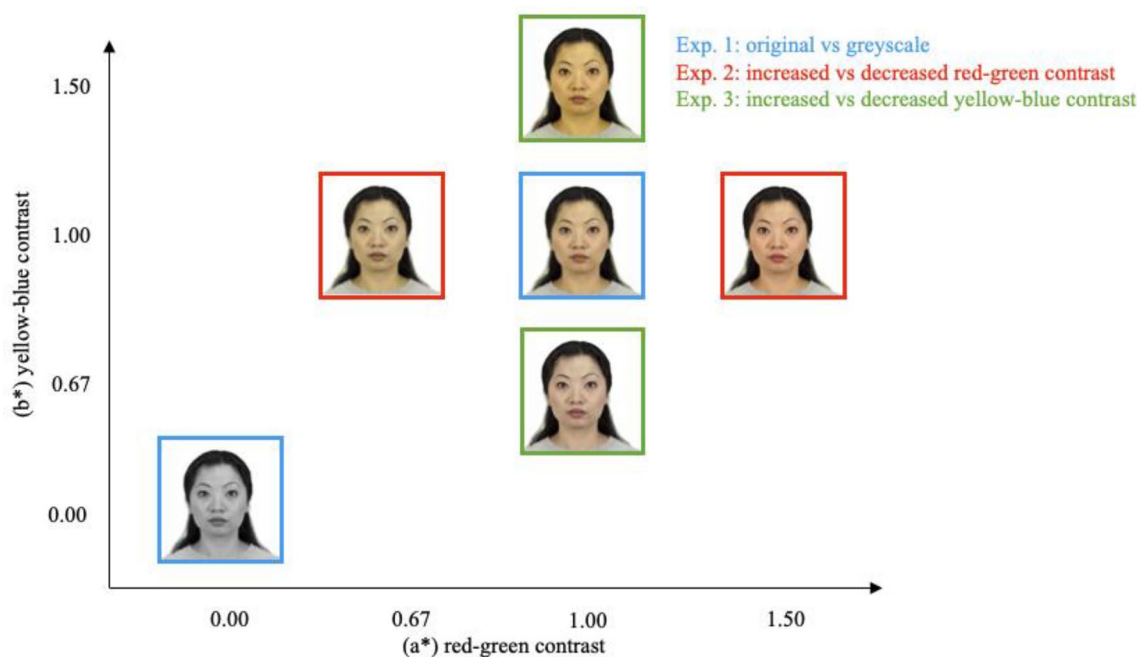 Exp. 1: original vs greyscale
Exp. 2: increased vs decreased red-green contrast
Exp. 3: increased vs decreased yellow-blue contrast
(b*) yellow-blue contrast
1.50
1.00
0.67
0.00
0.00
0.67
1.00
1.50
(a*) red-green contrast